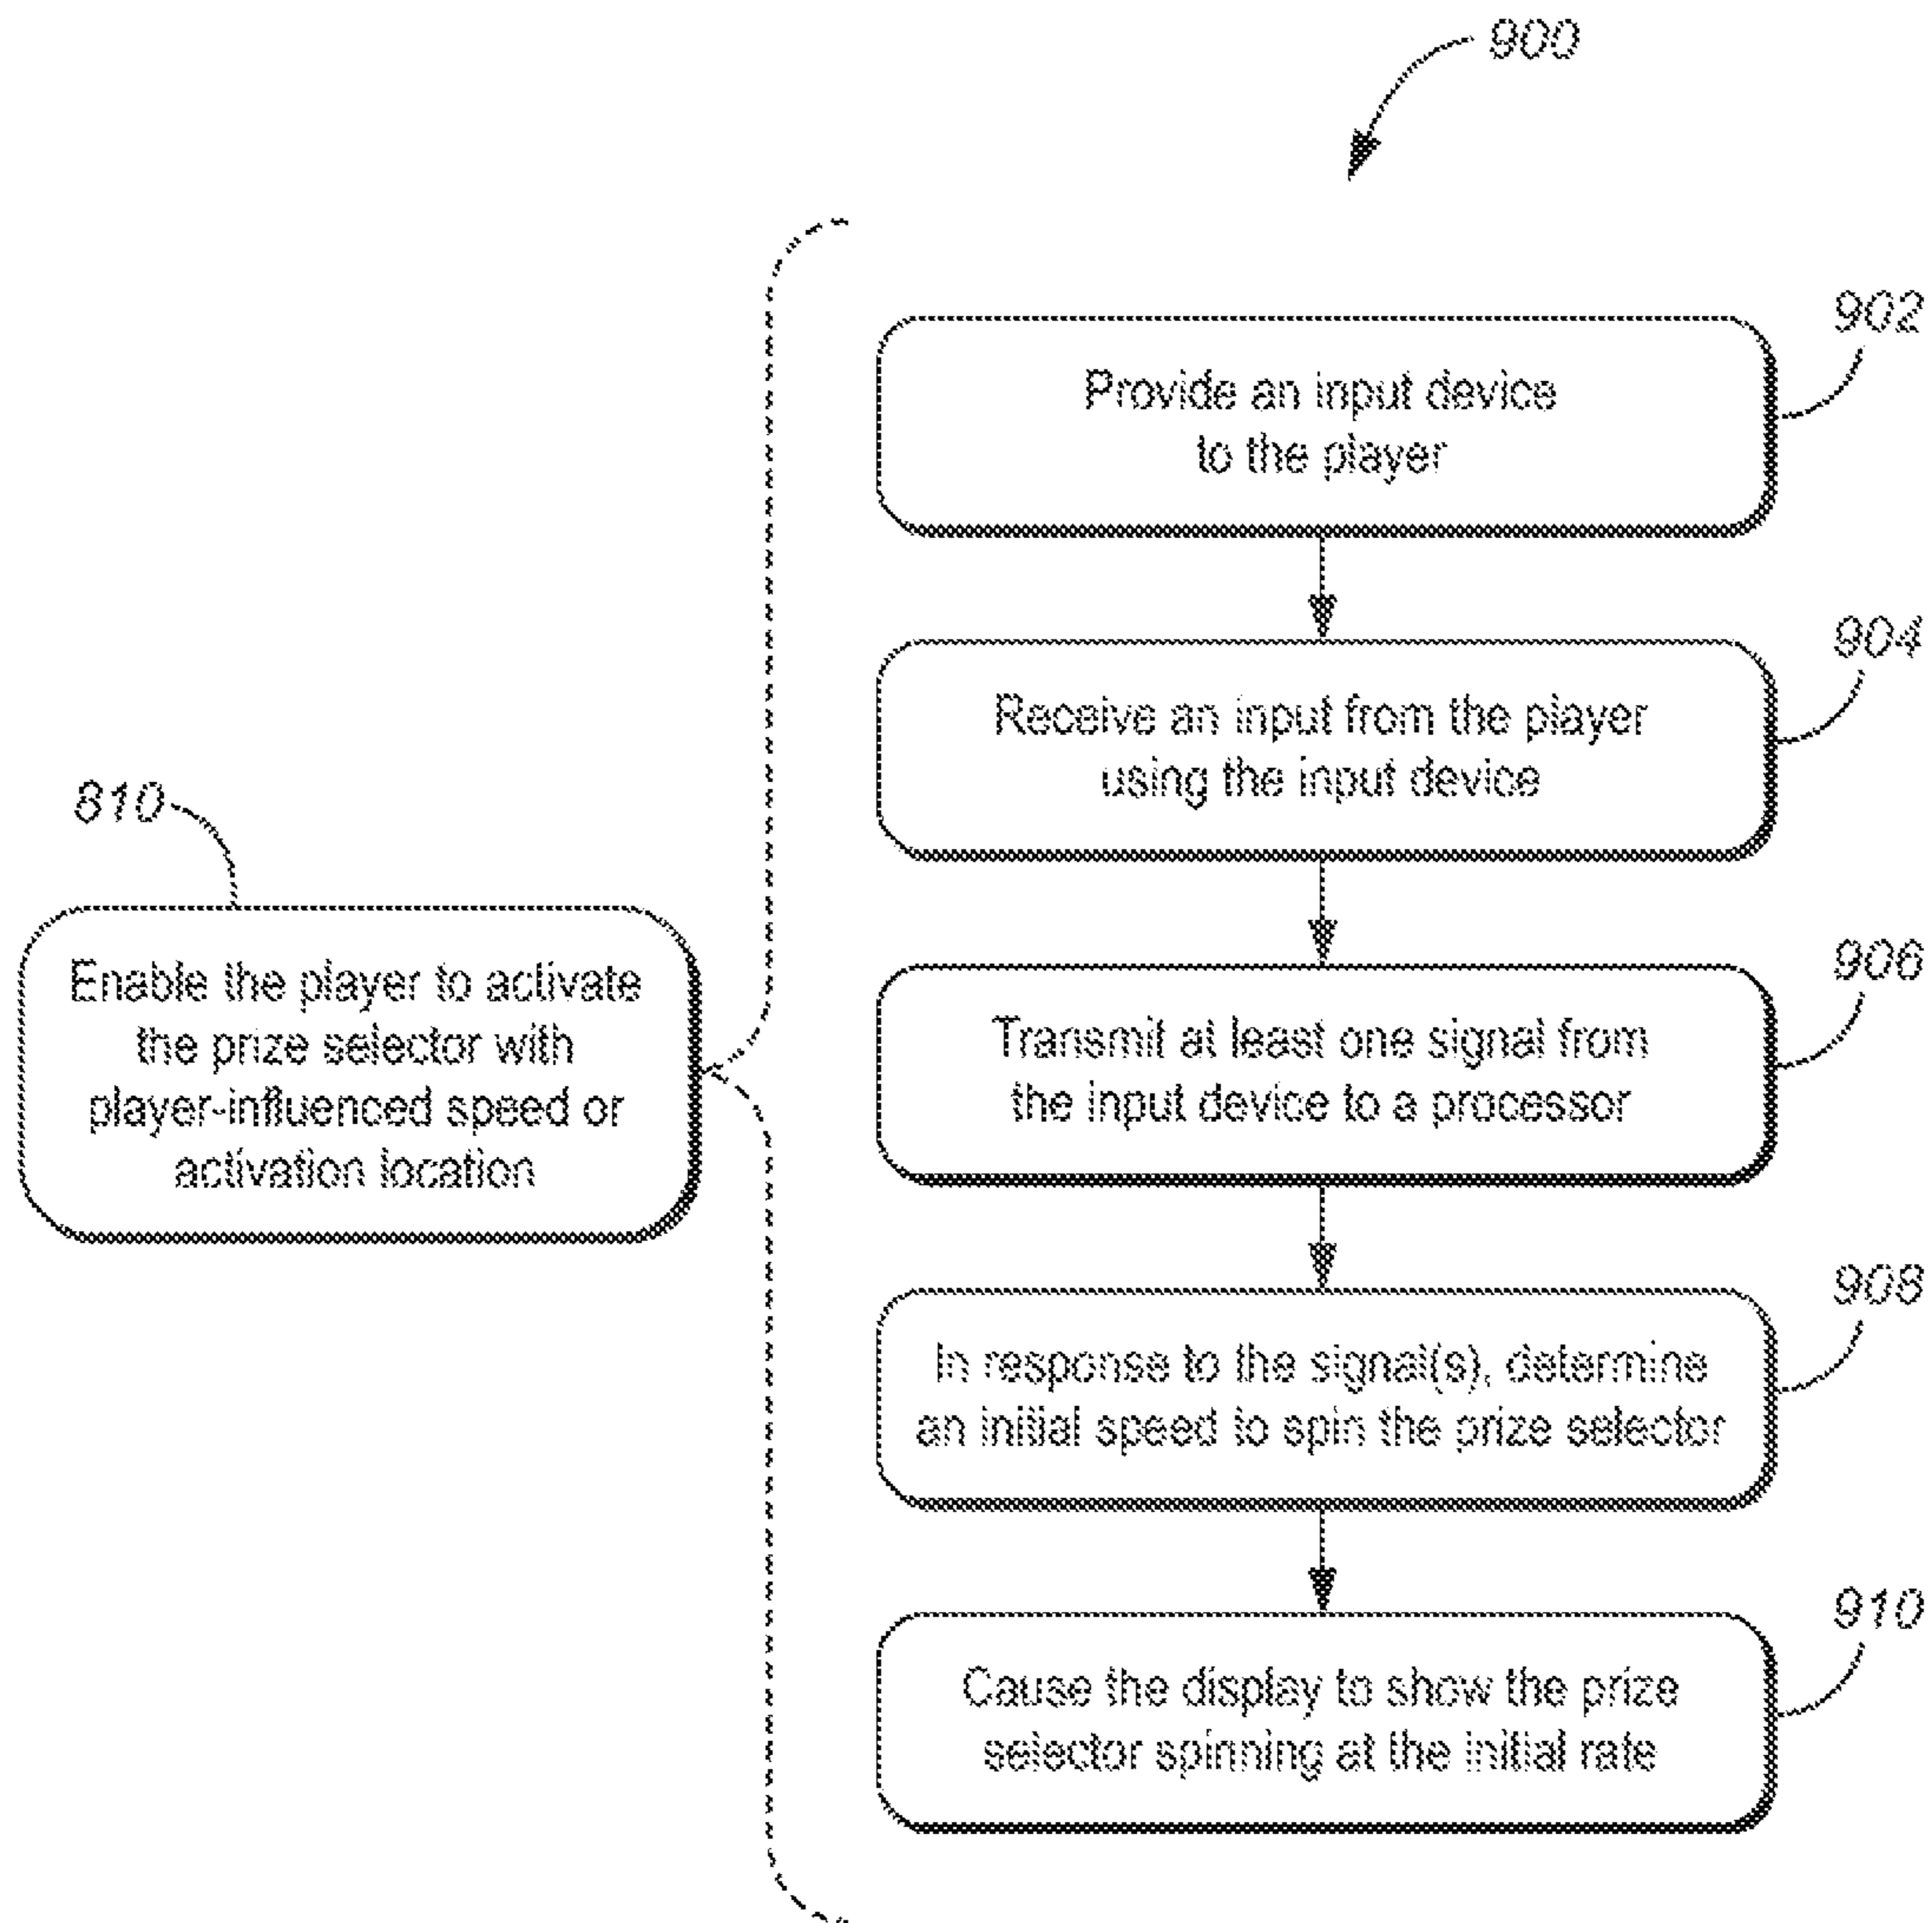 900
902
Provide an input device
to the player
904
Receive an input from the player
using the input device
810
Enable the player to activate
the prize selector with
player-influenced speed or
activation location
906
Transmit at least one signal from
the input device to a processor
908
In response to the signal(s), determine
an initial speed to spin the prize selector
910
Cause the display to show the prize
selector spinning at the initial rate